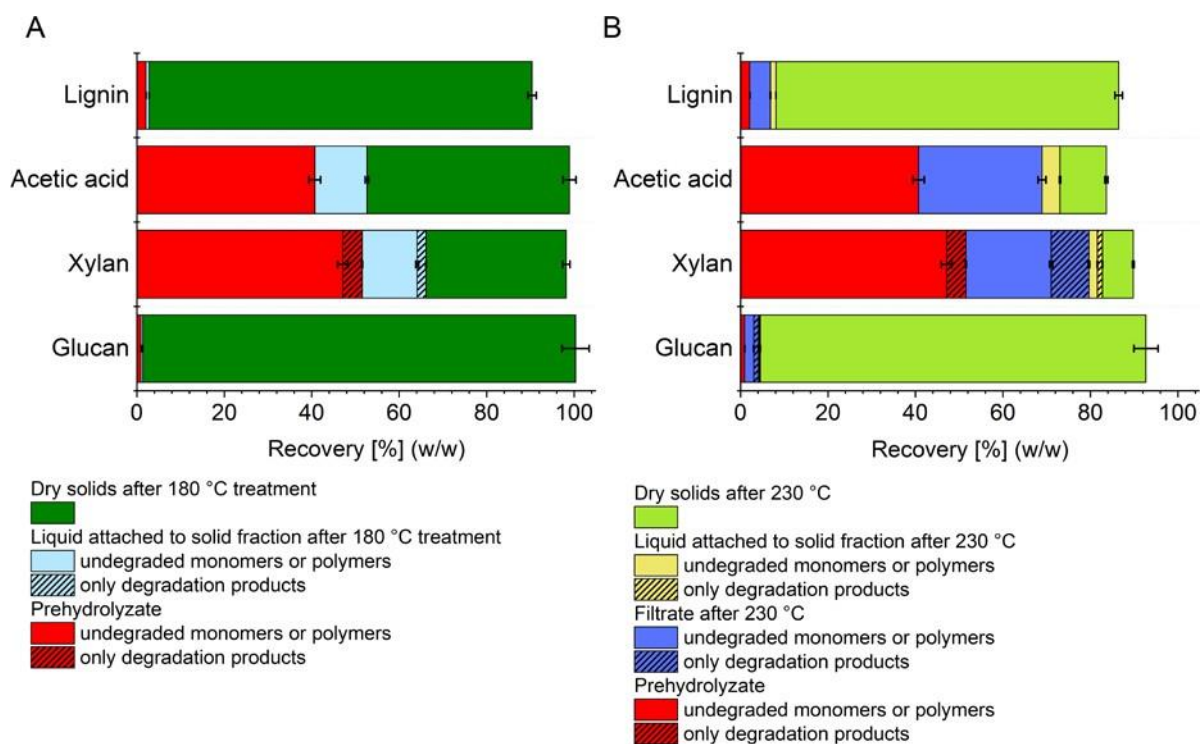 A
Lignin
Acetic acid
Xylan
Glucan
0 20 40 60 80 100
Recovery [%] (w/w)
Dry solids after 180 °C treatment
Liquid attached to solid fraction after 180 °C treatment
undegraded monomers or polymers
only degradation products
Prehydrolyzate
undegraded monomers or polymers
only degradation products
B
Lignin
Acetic acid
Xylan
Glucan
0 20 40 60 80 100
Recovery [%] (w/w)
Dry solids after 230 °C
Liquid attached to solid fraction after 230 °C
undegraded monomers or polymers
only degradation products
Filtrate after 230 °C
undegraded monomers or polymers
only degradation products
Prehydrolyzate
undegraded monomers or polymers
only degradation products